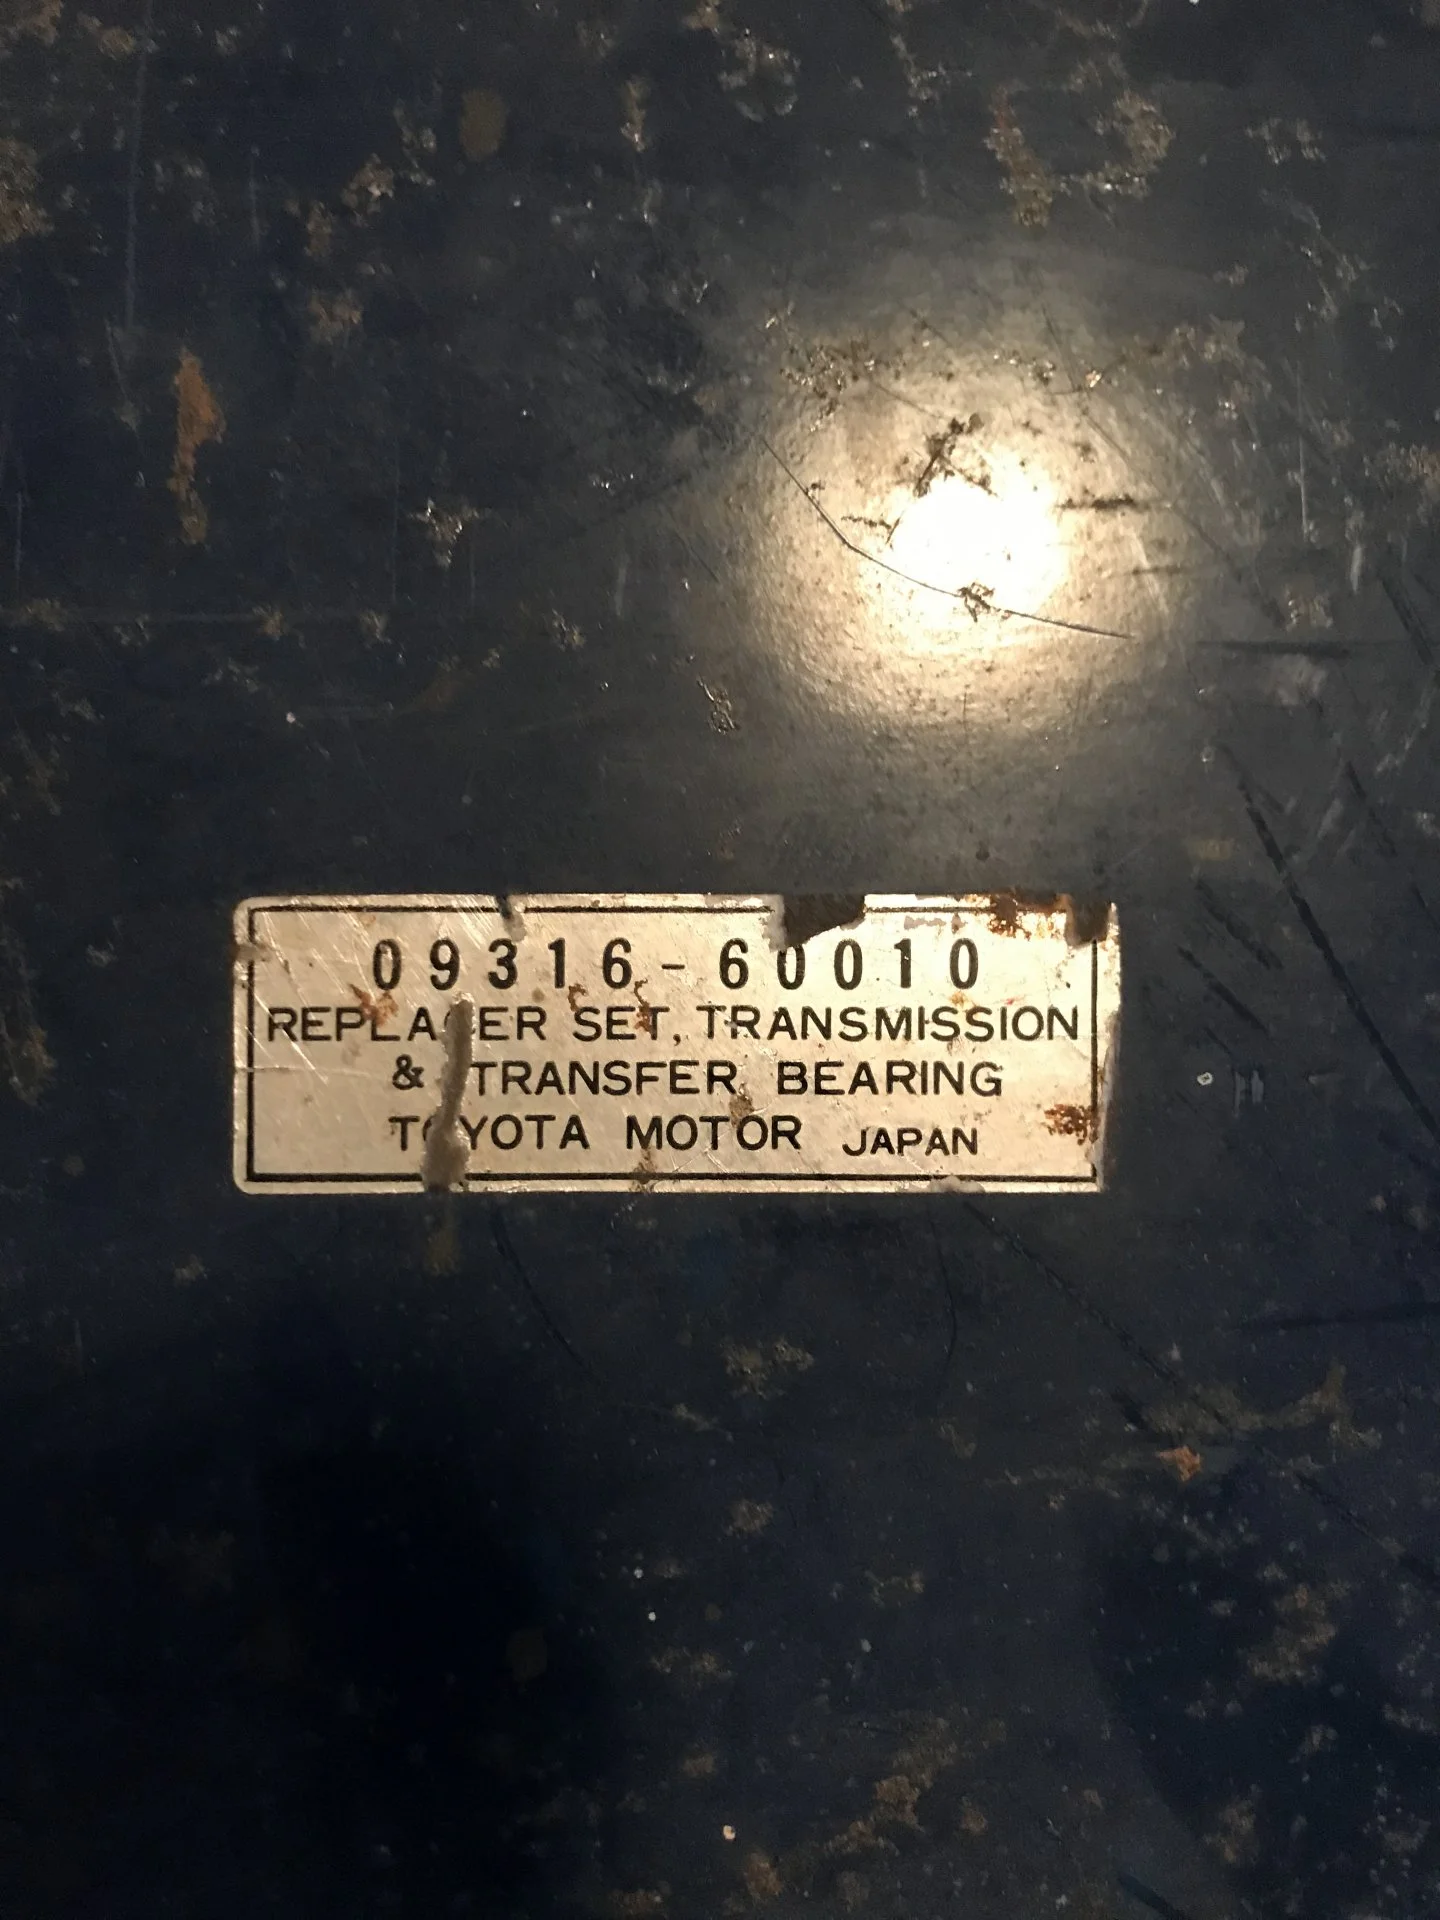 09316-60010
REPLACER SET, TRANSMISSION
& TRANSFER BEARING
TOYOTA MOTOR JAPAN